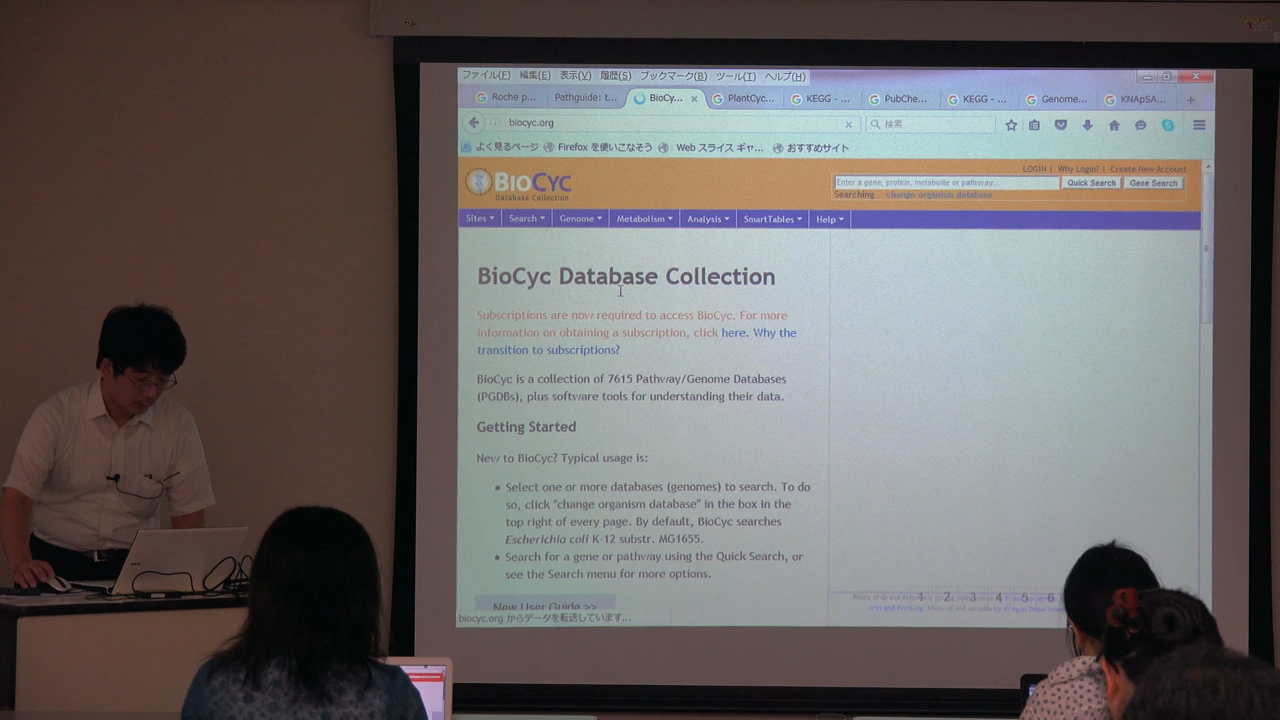 ファイル(F) 編集(E) 表示(V) 履歴(S) ブックマーク(B) ツール(T) ヘルプ(H)
Roche p... Pathguide: t... BioCy... PlantCyc... KEGG - ... PubChe... KEGG - ... Genome... KNApSA...
biocyc.org 検索
よく見るページ Firefox を使いこなそう Web スライス ギャ... おすすめサイト
LOGIN | Why Login? | Create New Account
BIOCYC
Database Collection
Enter a gene, protein, metabolite or pathway... Quick Search Gene Search
Searching change organism database
Sites Search Genome Metabolism Analysis SmartTables Help
BioCyc Database Collection
Subscriptions are now required to access BioCyc. For more
information on obtaining a subscription, click here. Why the
transition to subscriptions?
BioCyc is a collection of 7615 Pathway/Genome Databases
(PGDBs), plus software tools for understanding their data.
Getting Started
New to BioCyc? Typical usage is:
Select one or more databases (genomes) to search. To do
so, click "change organism database" in the box in the
top right of every page. By default, BioCyc searches
Escherichia coli K-12 substr. MG1655.
Search for a gene or pathway using the Quick Search, or
see the Search menu for more options.
New User Guide >>
1 2 3 4 5 6
biocyc.org からデータを転送しています...
NEC